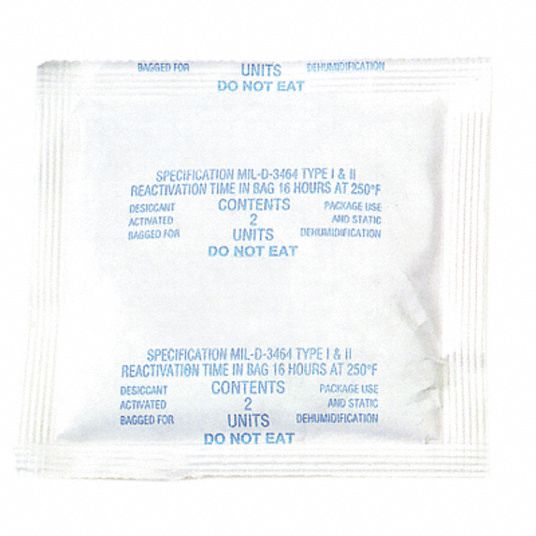 BAGGED FOR UNITS DEHUMIDIFICATION
DO NOT EAT
SPECIFICATION MIL-D-3464 TYPE I & II
REACTIVATION TIME IN BAG 16 HOURS AT 250°F
DESICCANT CONTENTS PACKAGE USE
ACTIVATED 2 AND STATIC
BAGGED FOR UNITS DEHUMIDIFICATION
DO NOT EAT
SPECIFICATION MIL-D-3464 TYPE I & II
REACTIVATION TIME IN BAG 16 HOURS AT 250°F
DESICCANT CONTENTS PACKAGE USE
ACTIVATED 2 AND STATIC
BAGGED FOR UNITS DEHUMIDIFICATION
DO NOT EAT